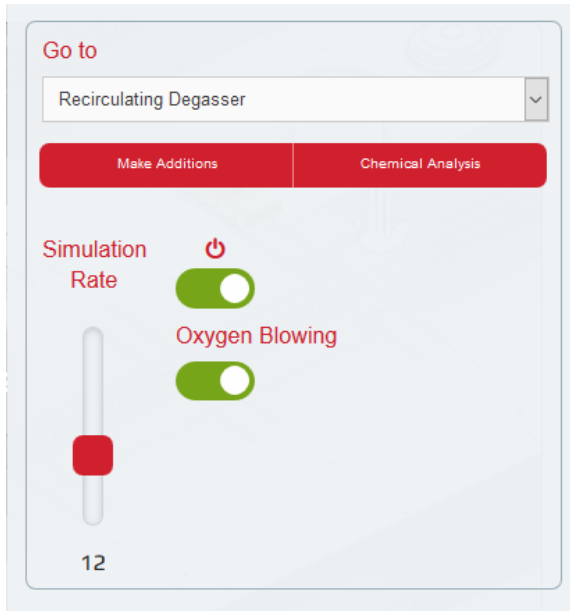 Go to
Recirculating Degasser
Make Additions
Chemical Analysis
Simulation
Rate
Oxygen Blowing
12